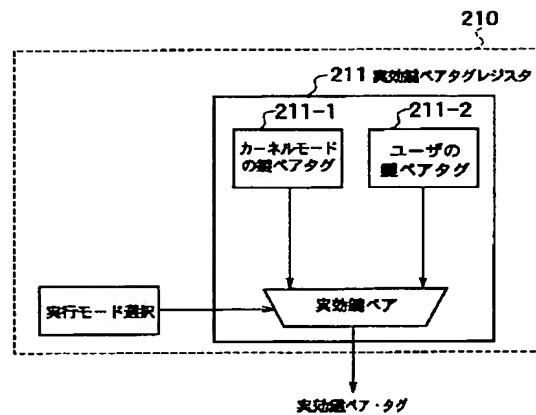 210
211 実効鍵ペアタグレジスタ
211-1
211-2
カーネルモード
の鍵ペアタグ
ユーザの
鍵ペアタグ
実行モード選択
実効鍵ペア
実効鍵ペア・タグ